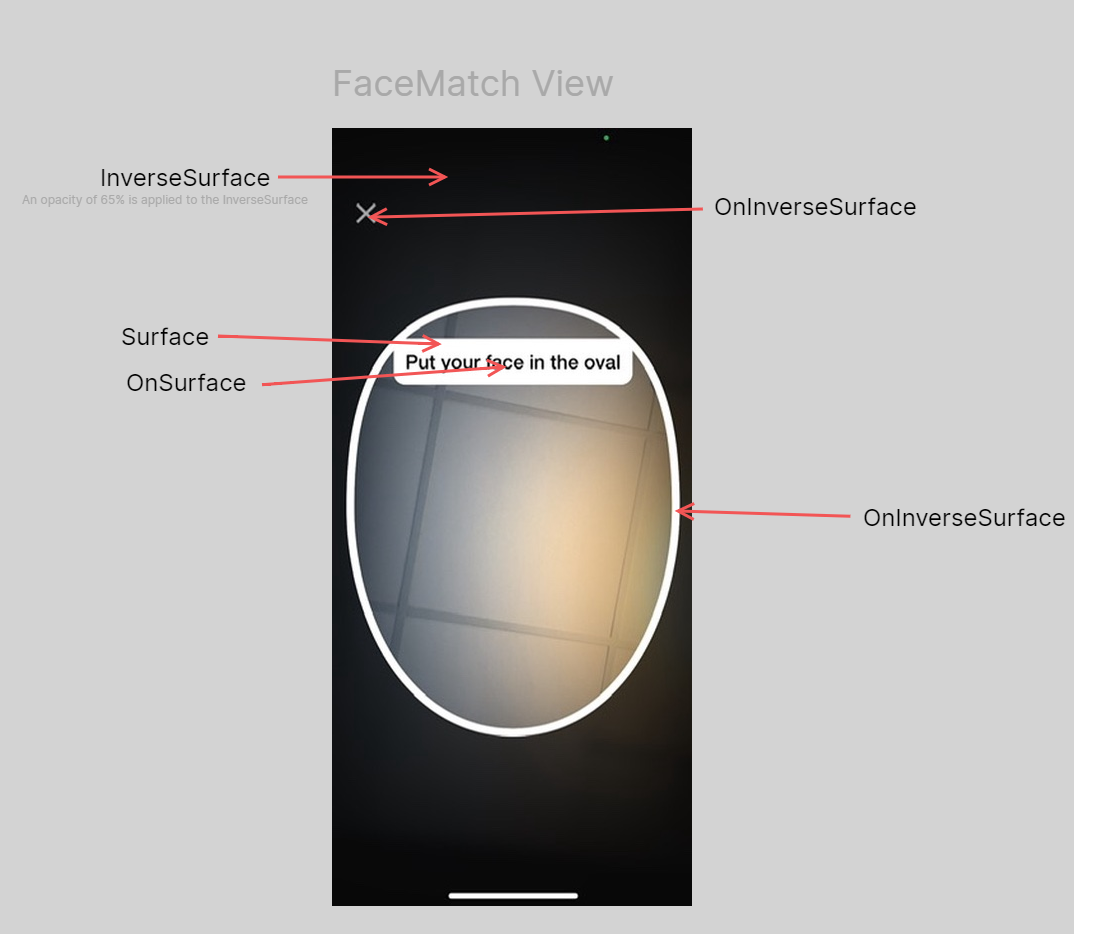 FaceMatch View
InverseSurface
An opacity of 65% is applied to the InverseSurface
OnInverseSurface
Surface
Put your face in the oval
OnSurface
OnInverseSurface